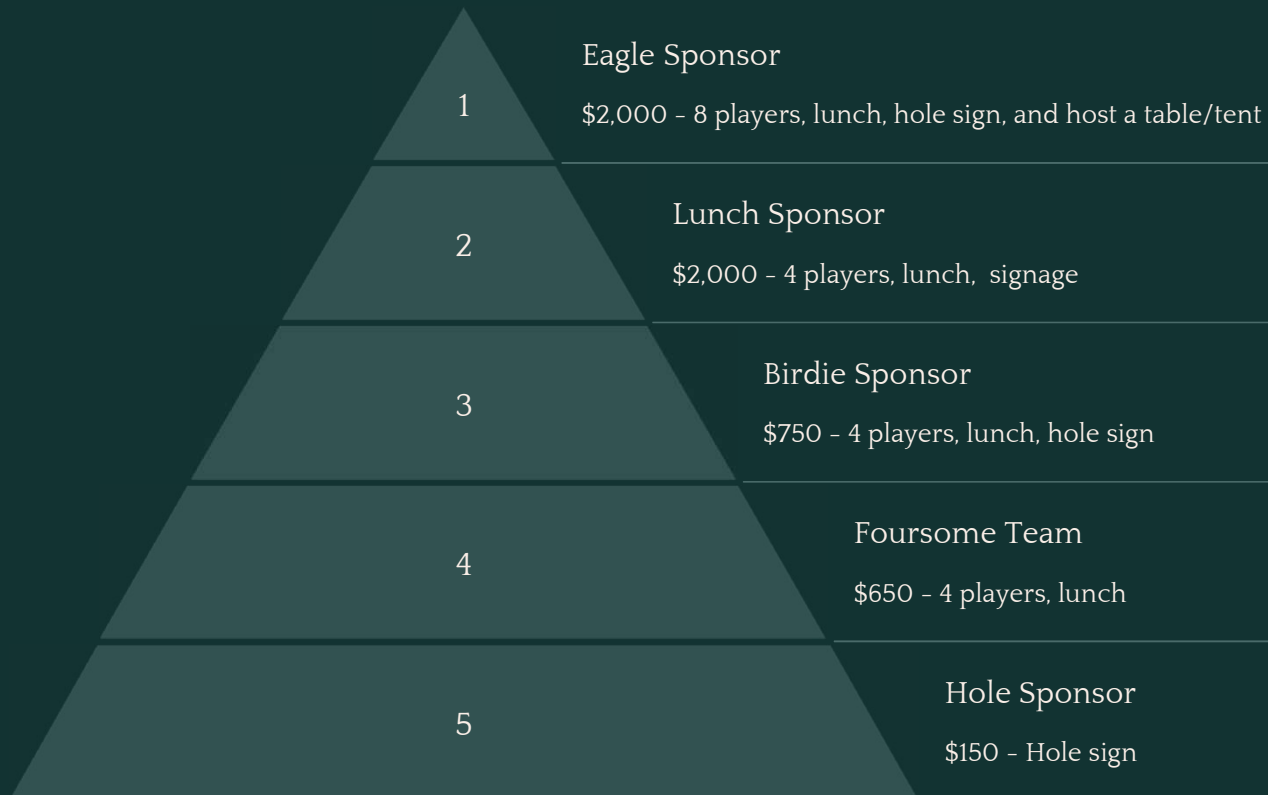 1
Eagle Sponsor
$2,000 – 8 players, lunch, hole sign, and host a table/tent
2
Lunch Sponsor
$2,000 – 4 players, lunch,  signage
3
Birdie Sponsor
$750 – 4 players, lunch, hole sign
4
Foursome Team
$650 – 4 players, lunch
5
Hole Sponsor
$150 – Hole sign